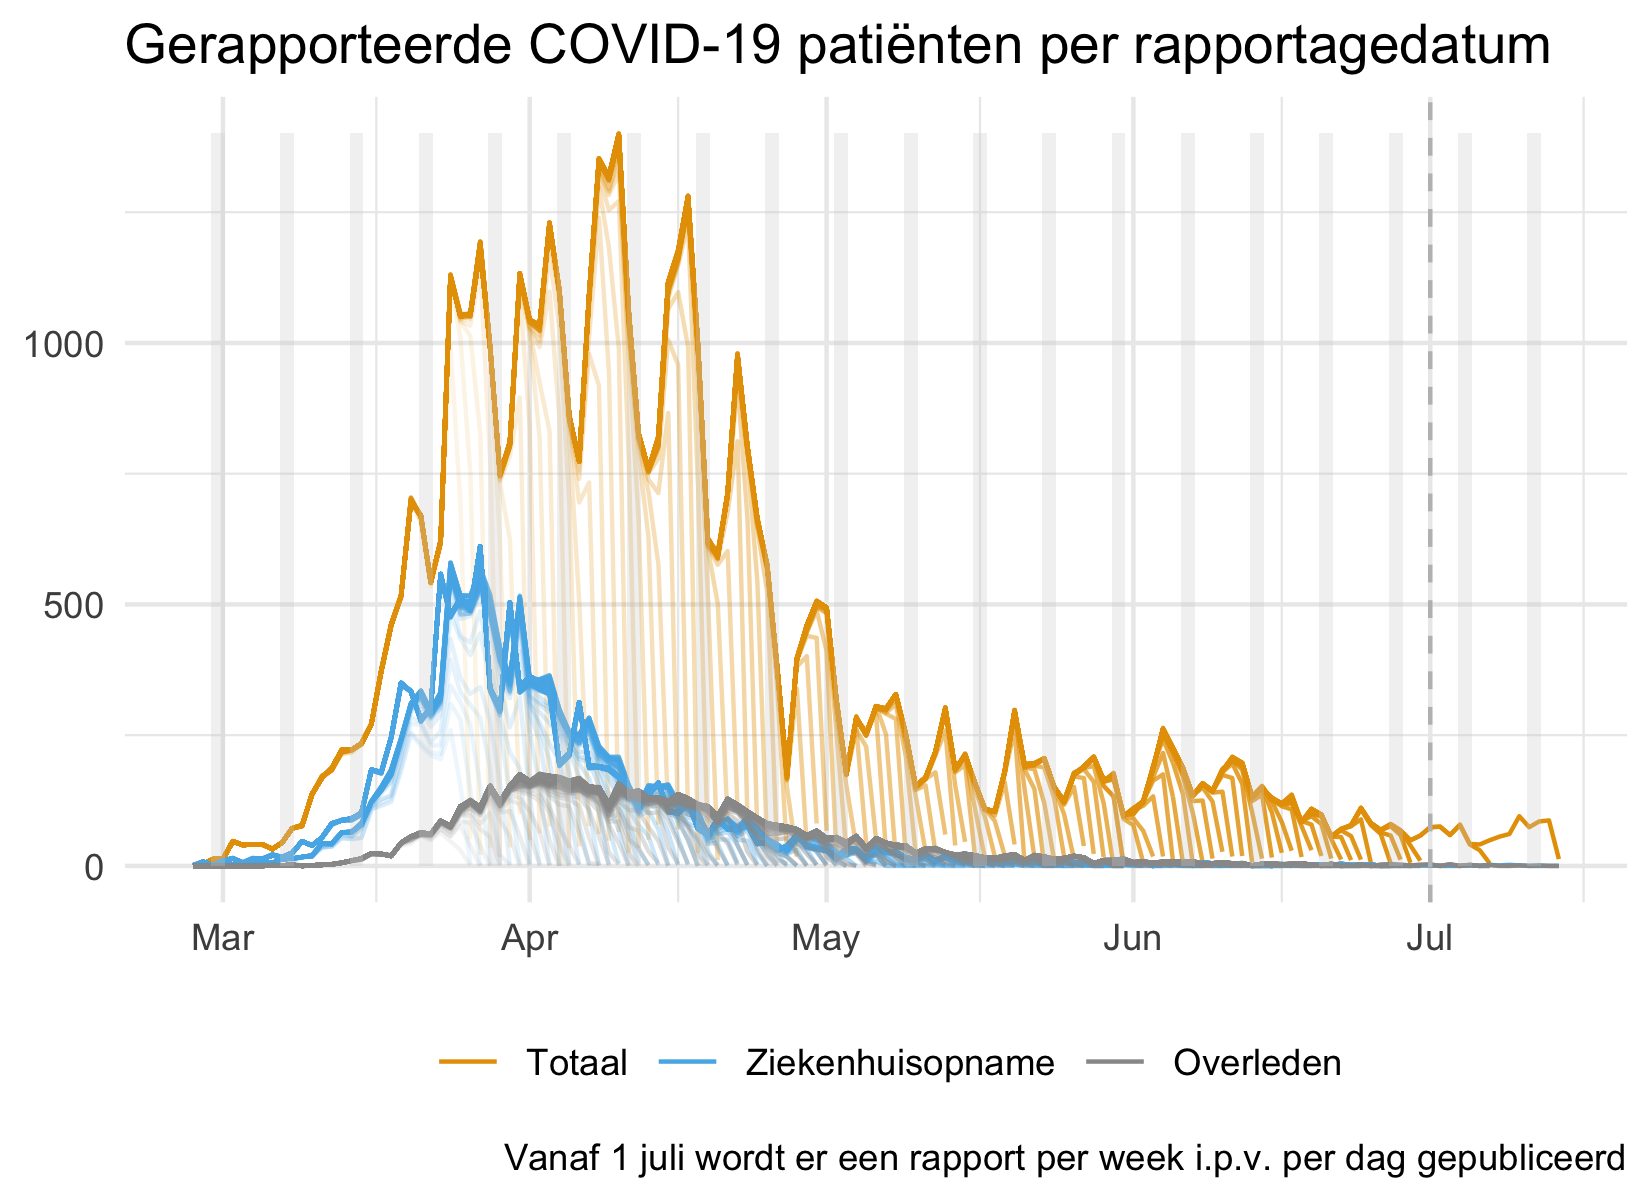 Gerapporteerde COVID-19 patiënten per rapportagedatum
1000
500
0
Mar Apr May Jun Jul
Totaal Ziekenhuisopname Overleden
Vanaf 1 juli wordt er een rapport per week i.p.v. per dag gepubliceerd